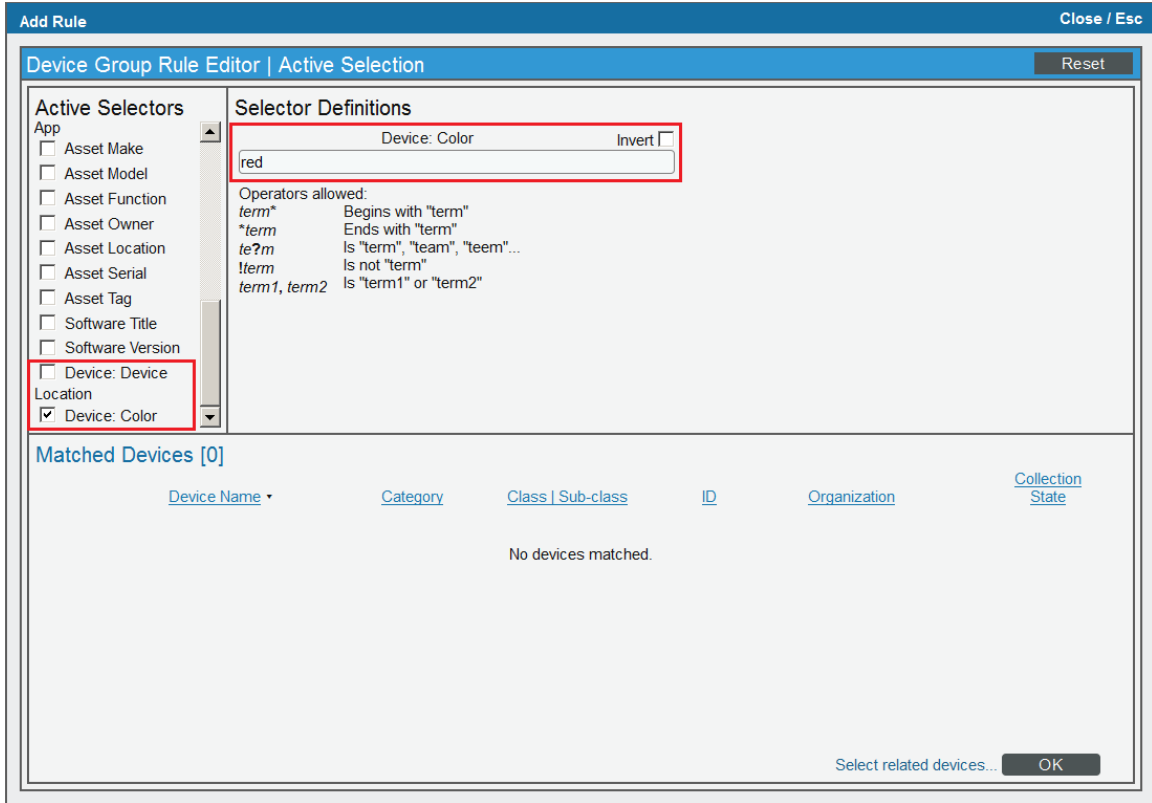 Add Rule
Close / Esc
Device Group Rule Editor | Active Selection
Reset
Active Selectors
App
Asset Make
Asset Model
Asset Function
Asset Owner
Asset Location
Asset Serial
Asset Tag
Software Title
Software Version
Device: Device
Location
Device: Color
Selector Definitions
Device: Color
Invert
red
Operators allowed:
term* Begins with "term"
*term Ends with "term"
te?m Is "term", "team", "teem"...
!term Is not "term"
term1, term2 Is "term1" or "term2"
Matched Devices [0]
Device Name
Category
Class | Sub-class
ID
Organization
Collection
State
No devices matched.
Select related devices...
OK